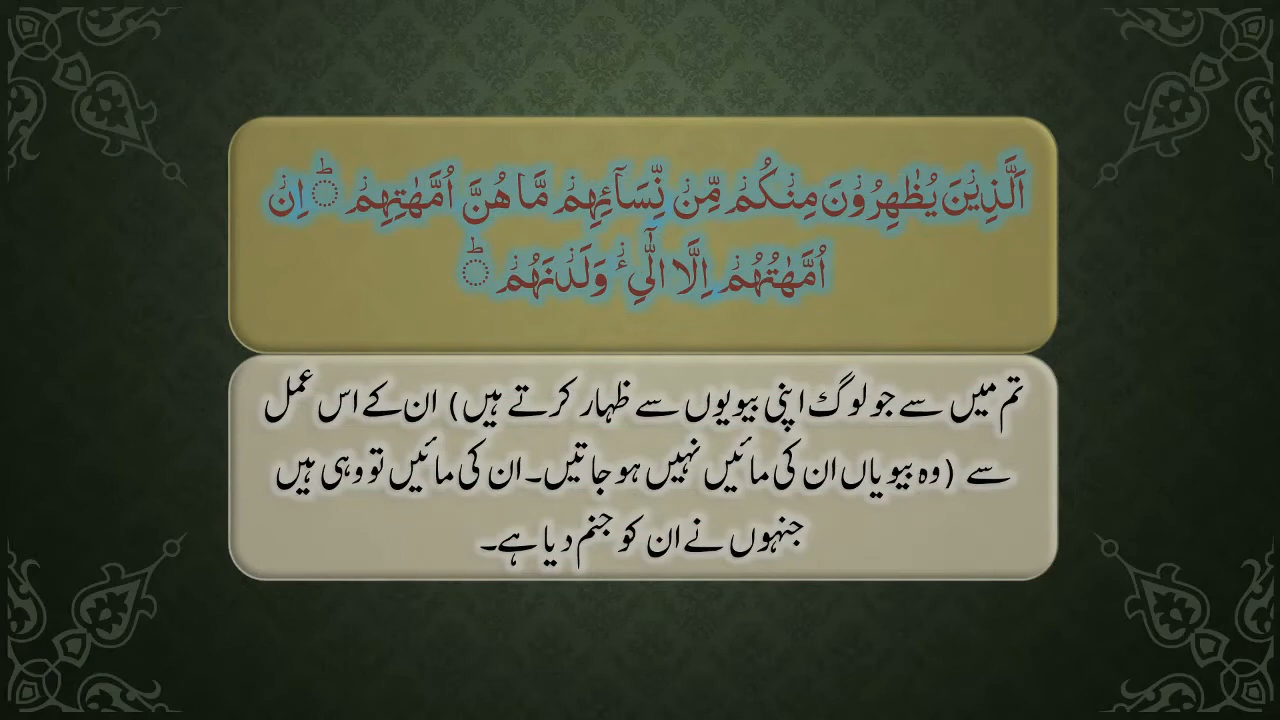 اَلَّذِيۡنَ يُظٰهِرُوۡنَ مِنۡكُمۡ مِّنۡ نِّسَآئِهِمۡ مَّا هُنَّ اُمَّهٰتِهِمۡ ؕ اِنۡ
اُمَّهٰتُهُمۡ اِلَّا الّٰٓىِٔۡ وَلَدۡنَهُمۡ ؕ
تم میں سے جو لوگ اپنی بیویوں سے ظہار کرتے ہیں) ان کے اس عمل
سے (وہ بیویاں ان کی مائیں نہیں ہو جاتیں۔ ان کی مائیں تو وہی ہیں
جنہوں نے ان کو جنم دیا ہے۔